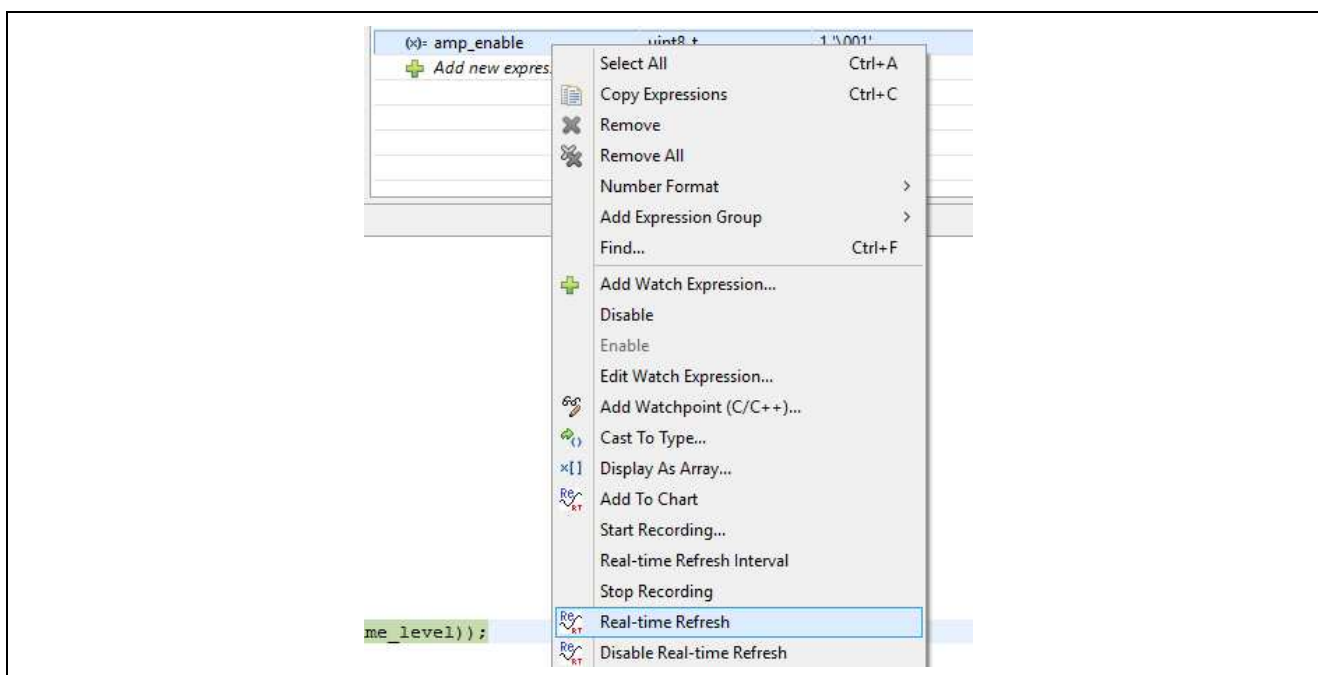 (x)= amp_enable uint8_t 1 '\001'
Add new expres
Select All Ctrl+A
Copy Expressions Ctrl+C
Remove
Remove All
Number Format >
Add Expression Group >
Find... Ctrl+F
Add Watch Expression...
Disable
Enable
Edit Watch Expression...
Add Watchpoint (C/C++)...
Cast To Type...
×[] Display As Array...
Add To Chart
Start Recording...
Real-time Refresh Interval
Stop Recording
Real-time Refresh
me_level));
Disable Real-time Refresh